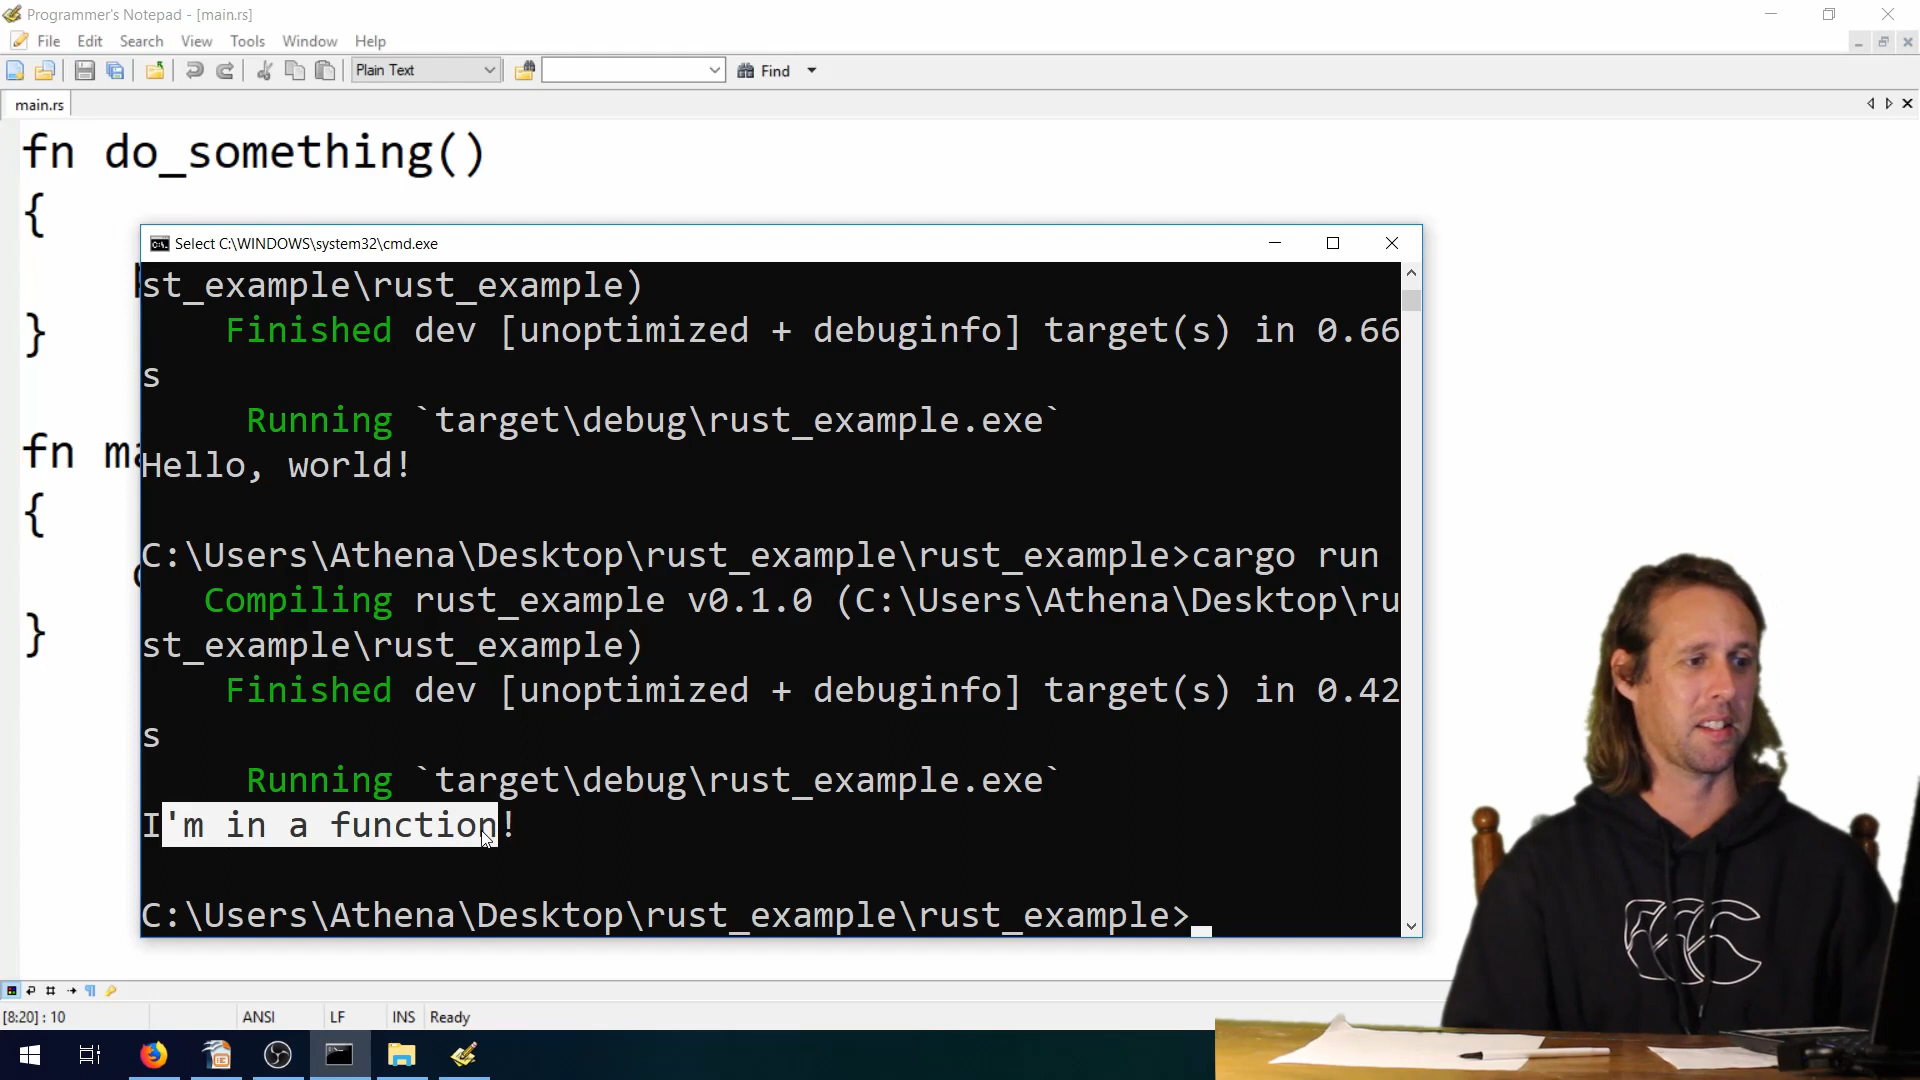 Programmer's Notepad - [main.rs]
File Edit Search View Tools Window Help
Plain Text
Find
main.rs
fn do_something()
{
}
fn ma
{
}
Select C:\WINDOWS\system32\cmd.exe
st_example\rust_example)
Finished dev [unoptimized + debuginfo] target(s) in 0.66
s
Running `target\debug\rust_example.exe`
Hello, world!
C:\Users\Athena\Desktop\rust_example\rust_example>cargo run
Compiling rust_example v0.1.0 (C:\Users\Athena\Desktop\ru
st_example\rust_example)
Finished dev [unoptimized + debuginfo] target(s) in 0.42
s
Running `target\debug\rust_example.exe`
I'm in a function!
C:\Users\Athena\Desktop\rust_example\rust_example>
[8:20] : 10
ANSI
LF
INS
Ready